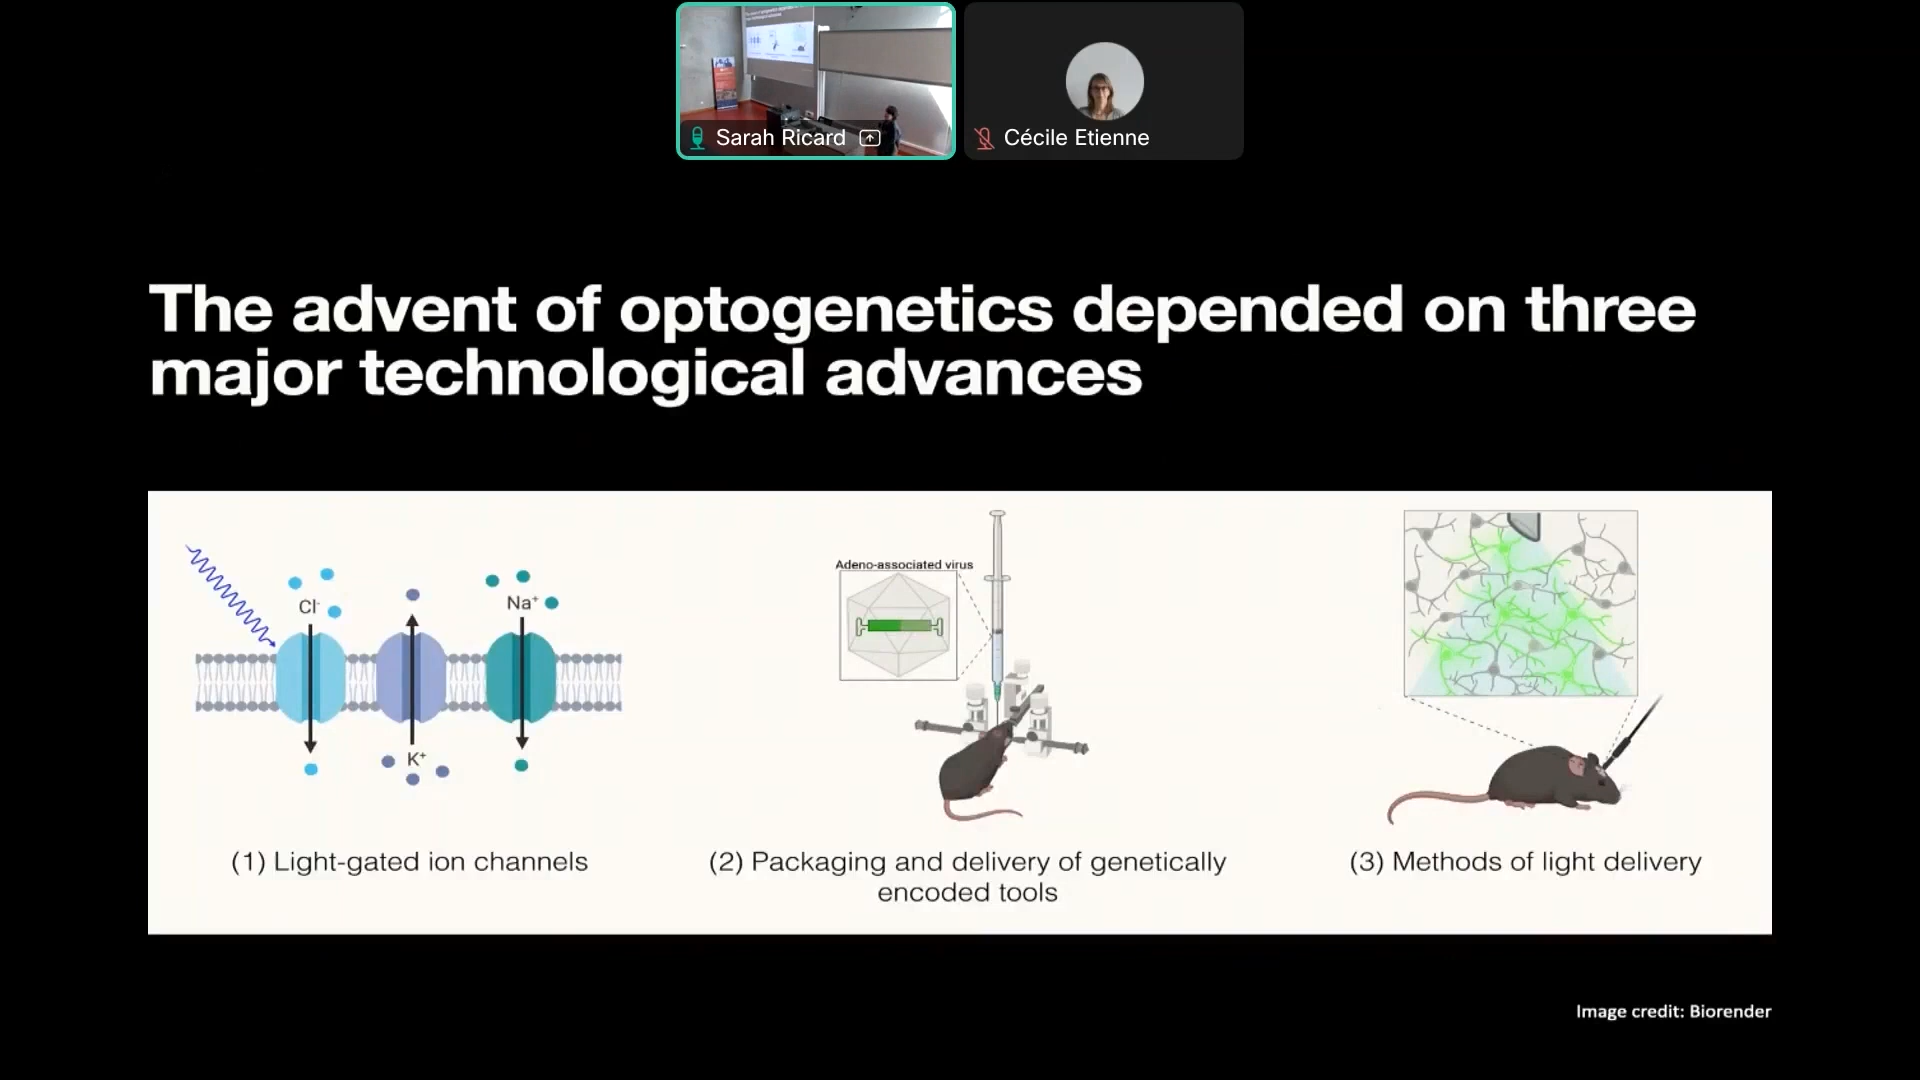 Sarah Ricard
Cécile Etienne
The advent of optogenetics depended on three
major technological advances
Cl-
Na+
K+
Adeno-associated virus
(1) Light-gated ion channels
(2) Packaging and delivery of genetically
encoded tools
(3) Methods of light delivery
Image credit: Biorender